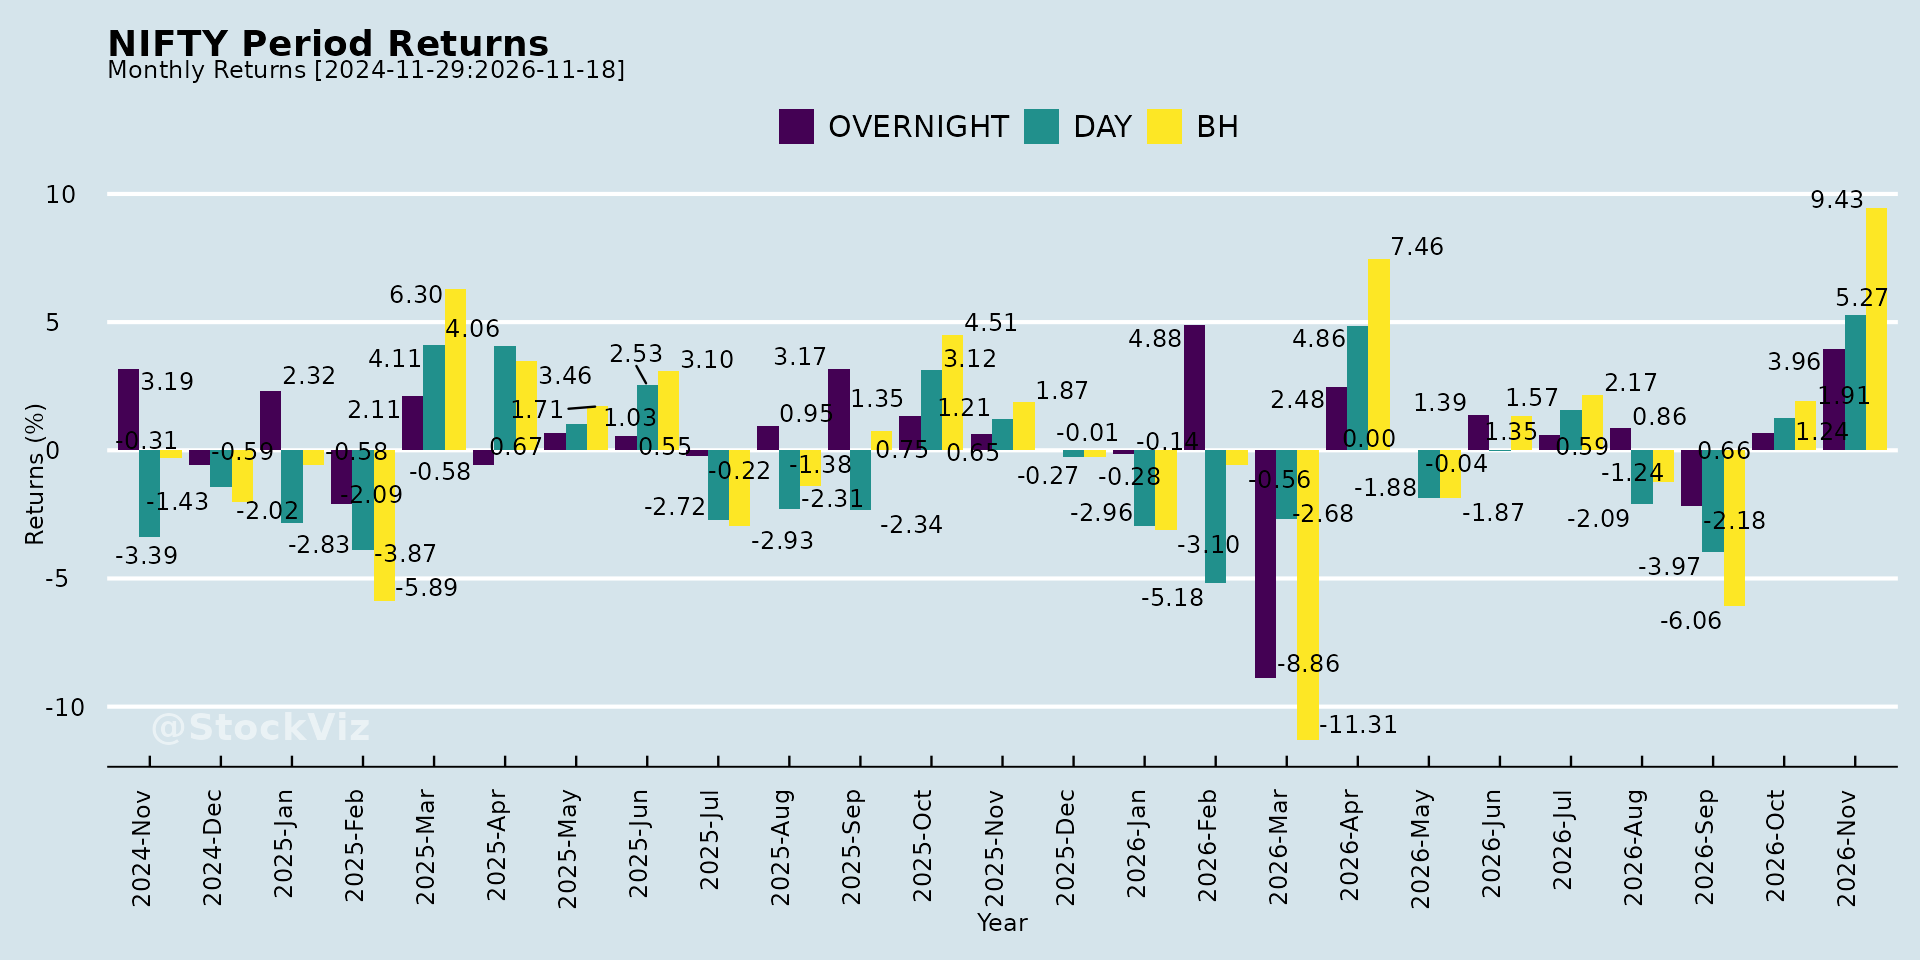 NIFTY Period Returns
Monthly Returns [2024-11-29:2026-11-18]
OVERNIGHT DAY BH
Returns (%)
10
5
0
-5
-10
3.19
-0.31
-3.39
-1.43
-0.59
-2.02
2.32
-2.83
-0.58
-2.09
-3.87
-5.89
2.11
4.11
6.30
-0.58
4.06
3.46
0.67
1.71
1.03
2.53
0.55
3.10
-0.22
-2.72
-2.93
0.95
3.17
-1.38
-2.31
1.35
0.75
-2.34
4.51
3.12
1.21
0.65
1.87
-0.01
-0.27
-0.28
-0.14
-2.96
4.88
-3.10
-5.18
-0.56
-2.68
-8.86
-11.31
2.48
4.86
7.46
0.00
-1.88
-0.04
1.39
1.35
-1.87
1.57
0.59
2.17
0.86
-1.24
-2.09
0.66
-2.18
-3.97
-6.06
3.96
1.91
1.24
5.27
9.43
@StockViz
2024-Nov
2024-Dec
2025-Jan
2025-Feb
2025-Mar
2025-Apr
2025-May
2025-Jun
2025-Jul
2025-Aug
2025-Sep
2025-Oct
2025-Nov
2025-Dec
2026-Jan
2026-Feb
2026-Mar
2026-Apr
2026-May
2026-Jun
2026-Jul
2026-Aug
2026-Sep
2026-Oct
2026-Nov
Year